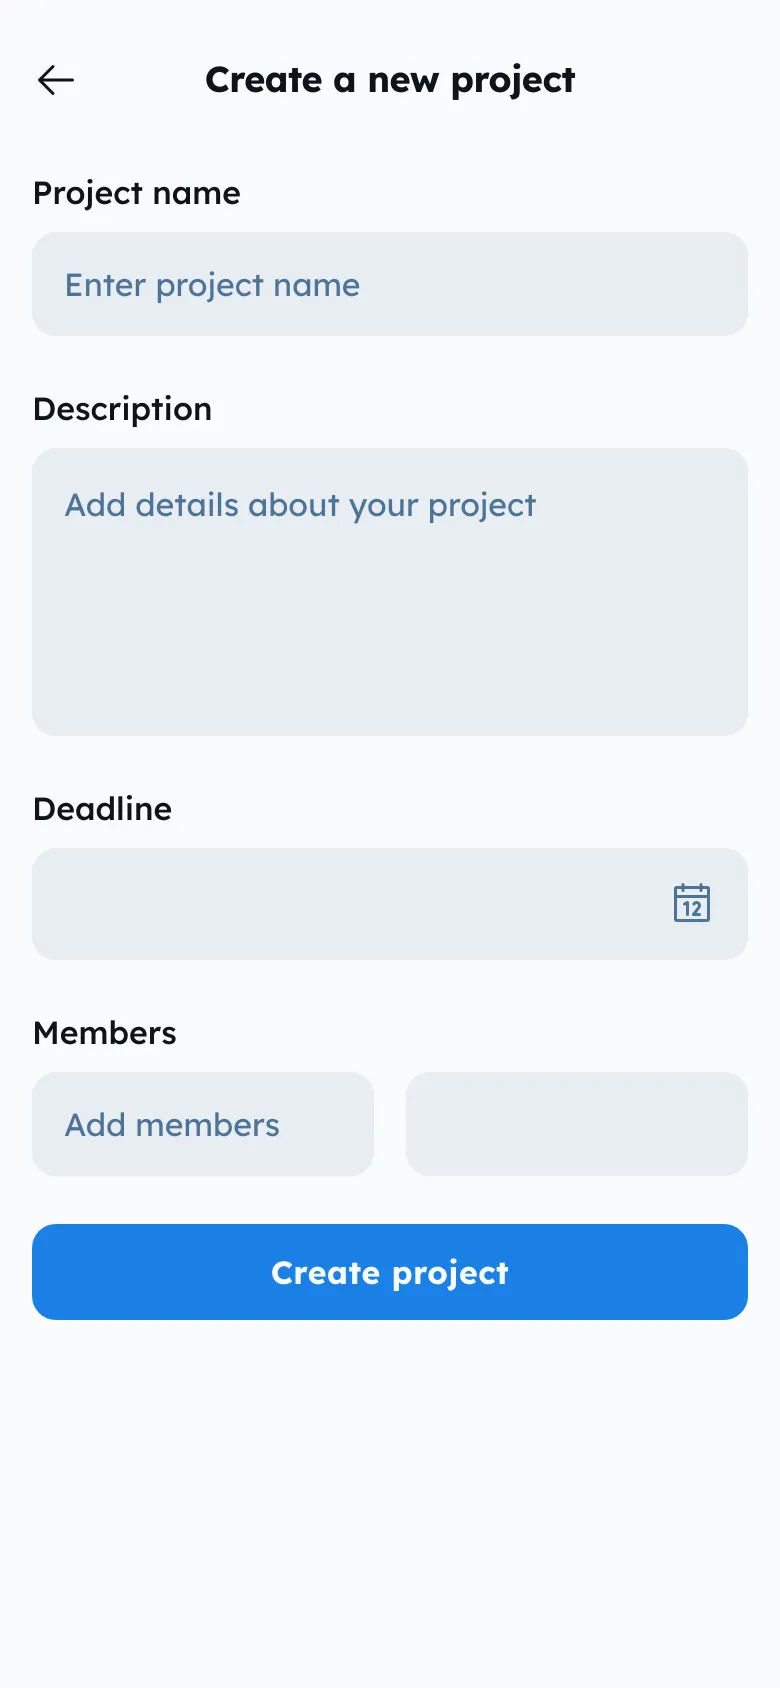 Create a new project
Project name
Enter project name
Description
Add details about your project
Deadline
12
Members
Add members
Create project